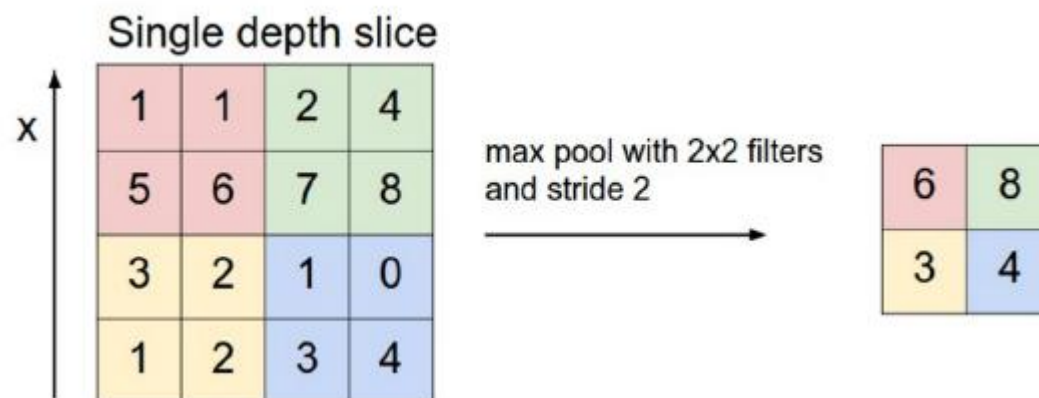 Single depth slice
x
1 1 2 4
5 6 7 8
3 2 1 0
1 2 3 4
max pool with 2x2 filters
and stride 2
6 8
3 4